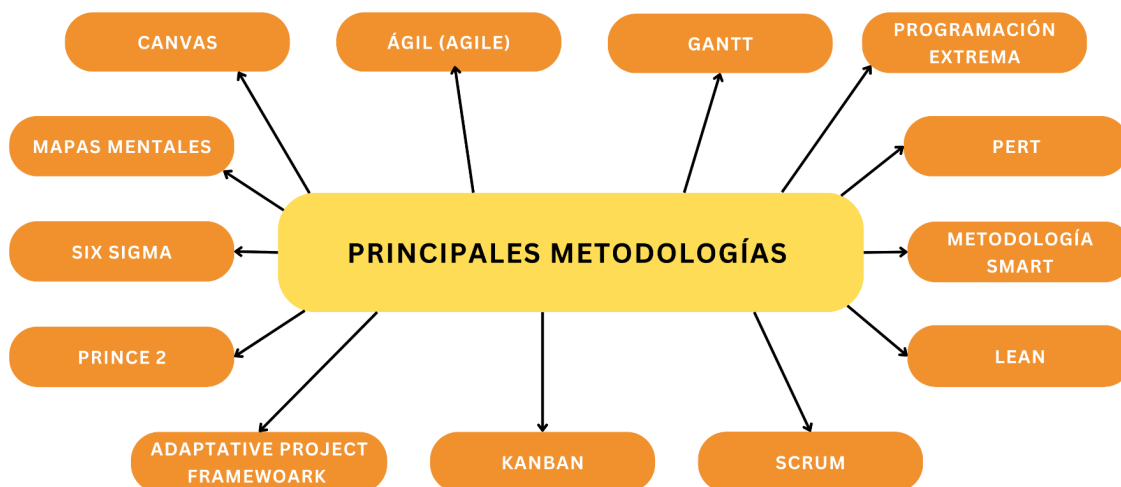 CANVAS
ÁGIL (AGILE)
GANTT
PROGRAMACIÓN
EXTREMA
MAPAS MENTALES
PERT
PRINCIPALES METODOLOGÍAS
SIX SIGMA
METODOLOGÍA
SMART
PRINCE 2
LEAN
ADAPTATIVE PROJECT
FRAMEWOARK
KANBAN
SCRUM